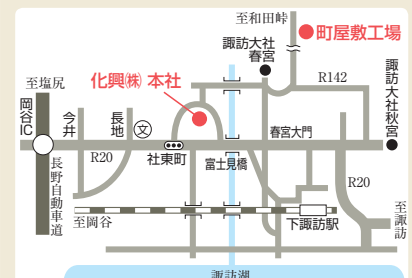 至和田峠
町屋敷工場
諏訪大社
春宮
至塩尻
化興㈱ 本社
R142
諏訪大社秋宮
岡谷IC
今井
長地
文
春宮大門
R20
社東町
富士見橋
長野自動車道
R20
至諏訪
至岡谷
下諏訪駅
諏訪湖